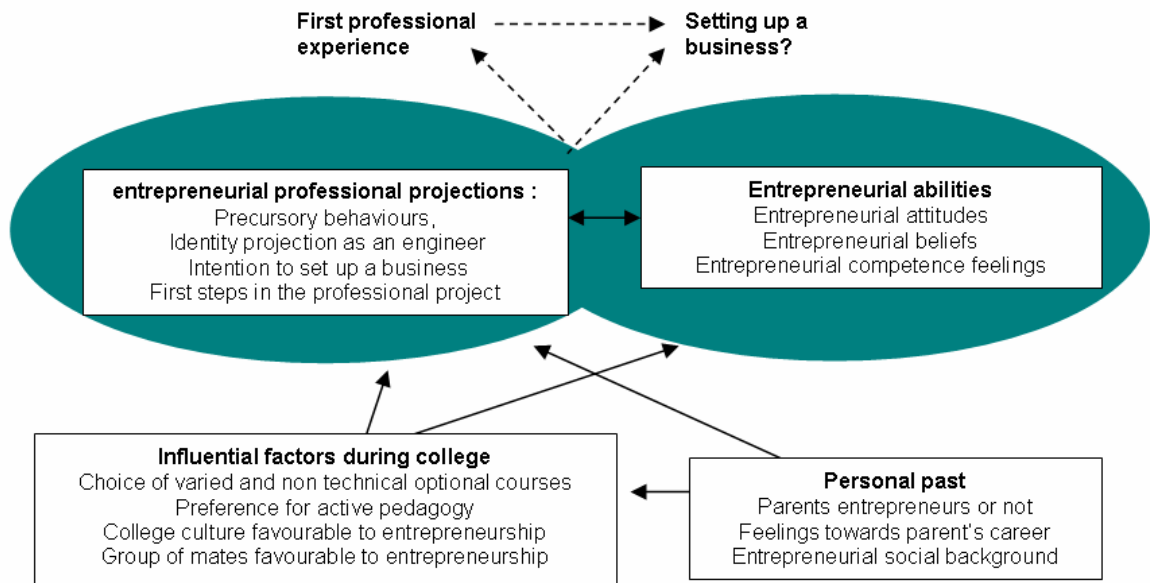 First professional
experience
Setting up a
business?
entrepreneurial professional projections :
Precursory behaviours,
Identity projection as an engineer
Intention to set up a business
First steps in the professional project
Entrepreneurial abilities
Entrepreneurial attitudes
Entrepreneurial beliefs
Entrepreneurial competence feelings
Influential factors during college
Choice of varied and non technical optional courses
Preference for active pedagogy
College culture favourable to entrepreneurship
Group of mates favourable to entrepreneurship
Personal past
Parents entrepreneurs or not
Feelings towards parent's career
Entrepreneurial social background